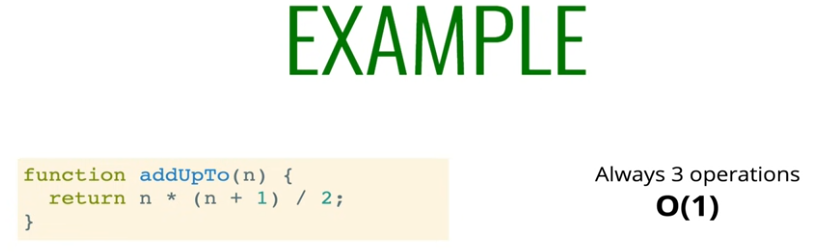 EXAMPLE
function addUpTo(n) {
  return n * (n + 1) / 2;
}
Always 3 operations
O(1)